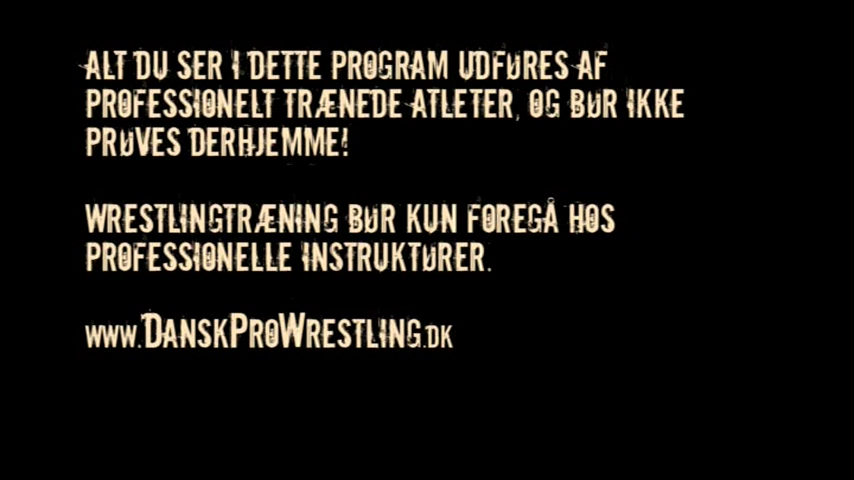 ALT DU SER I DETTE PROGRAM UDFØRES AF
PROFESSIONELT TRÆNEDE ATLETER, OG BØR IKKE
PRØVES DERHJEMME!
WRESTLINGTRÆNING BØR KUN FOREGÅ HOS
PROFESSIONELLE INSTRUKTØRER.
WWW.DANSKPROWRESTLING.DK